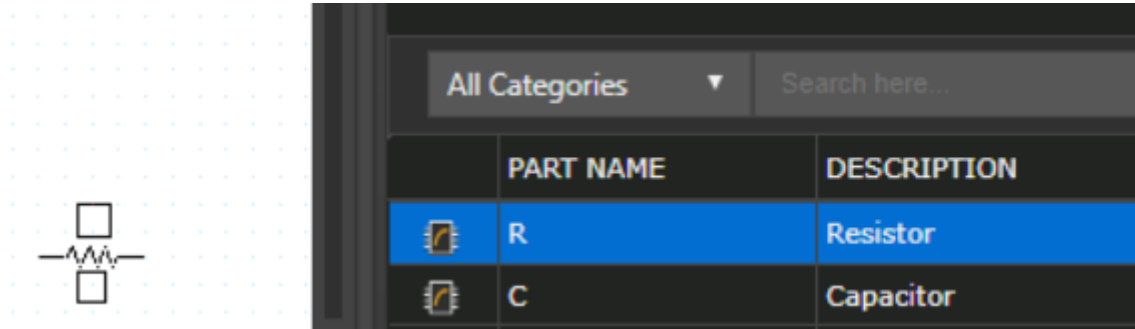 All Categories ▼ Search here...
PART NAME DESCRIPTION
R Resistor
C Capacitor